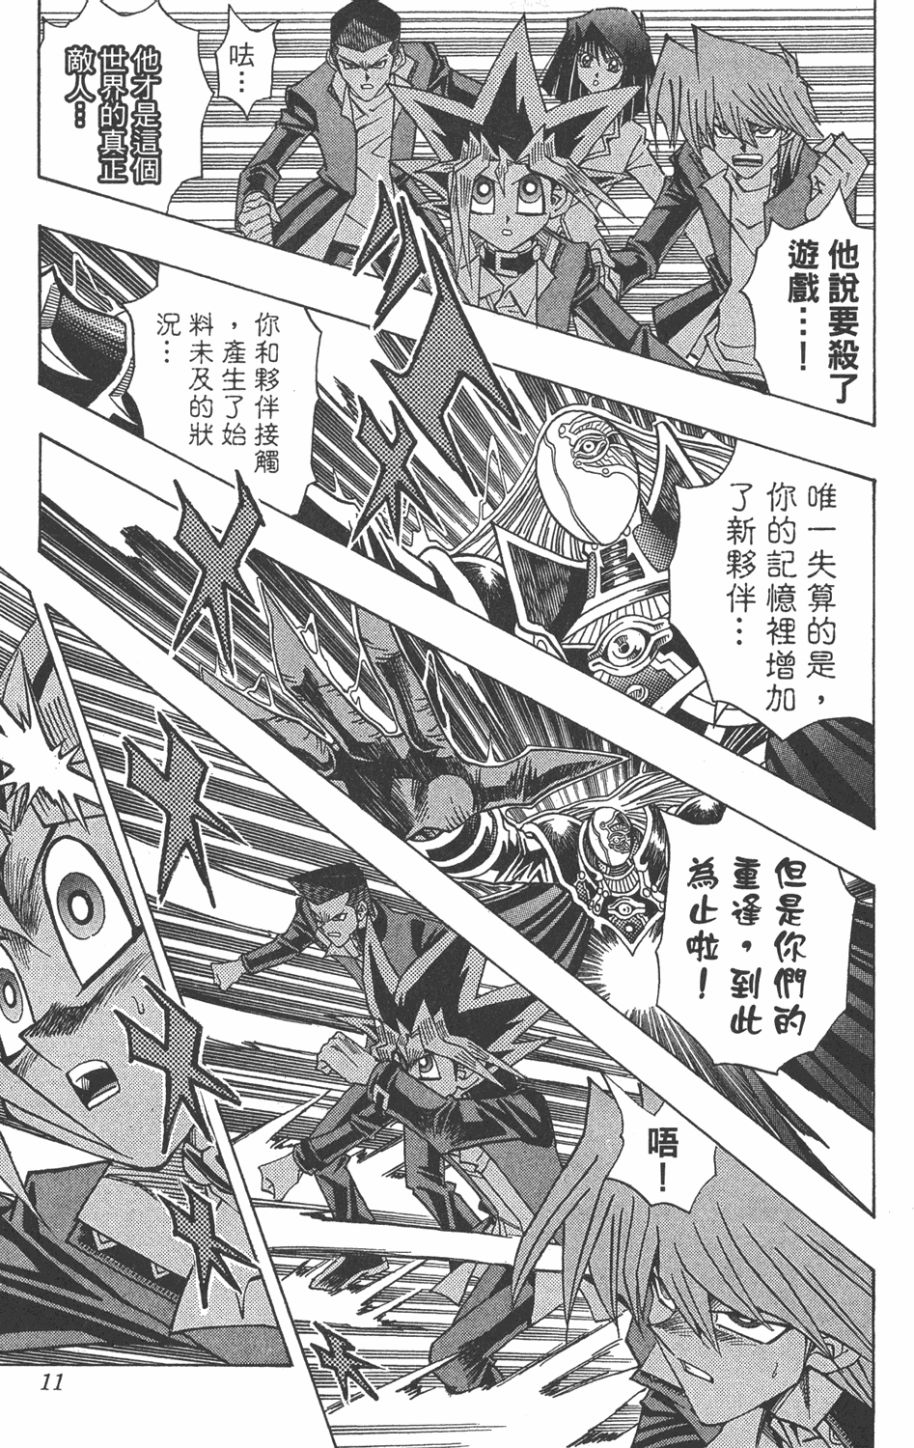 他說要殺了
遊戲…！
呿…
他才是這個
世界的真正
敵人…
唯一失算的是，
你的記憶裡增加
了新夥伴…
你和夥伴接觸
，產生了始
料未及的狀
況…
但是你們的
重逢，到此
為止啦！
唔！
11